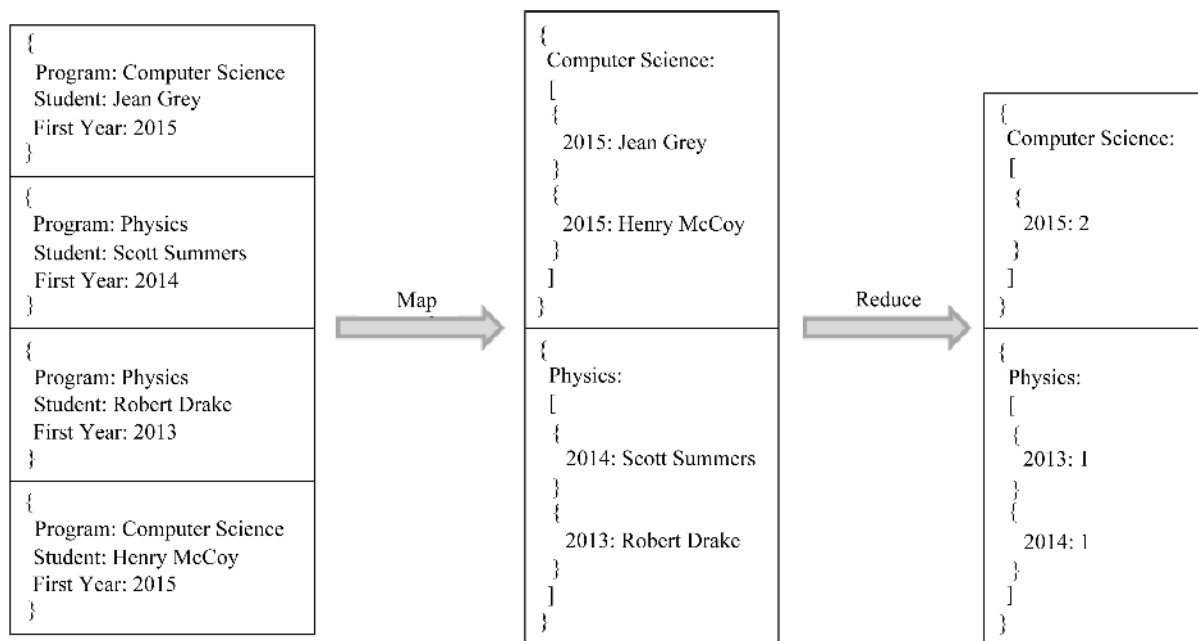 {
Program: Computer Science
Student: Jean Grey
First Year: 2015
}
{
Program: Physics
Student: Scott Summers
First Year: 2014
}
{
Program: Physics
Student: Robert Drake
First Year: 2013
}
{
Program: Computer Science
Student: Henry McCoy
First Year: 2015
}
Map
{
Computer Science:
[
{
2015: Jean Grey
}
{
2015: Henry McCoy
}
]
}
{
Physics:
[
{
2014: Scott Summers
}
{
2013: Robert Drake
}
]
}
Reduce
{
Computer Science:
[
{
2015: 2
}
]
}
{
Physics:
[
{
2013: 1
}
{
2014: 1
}
]
}